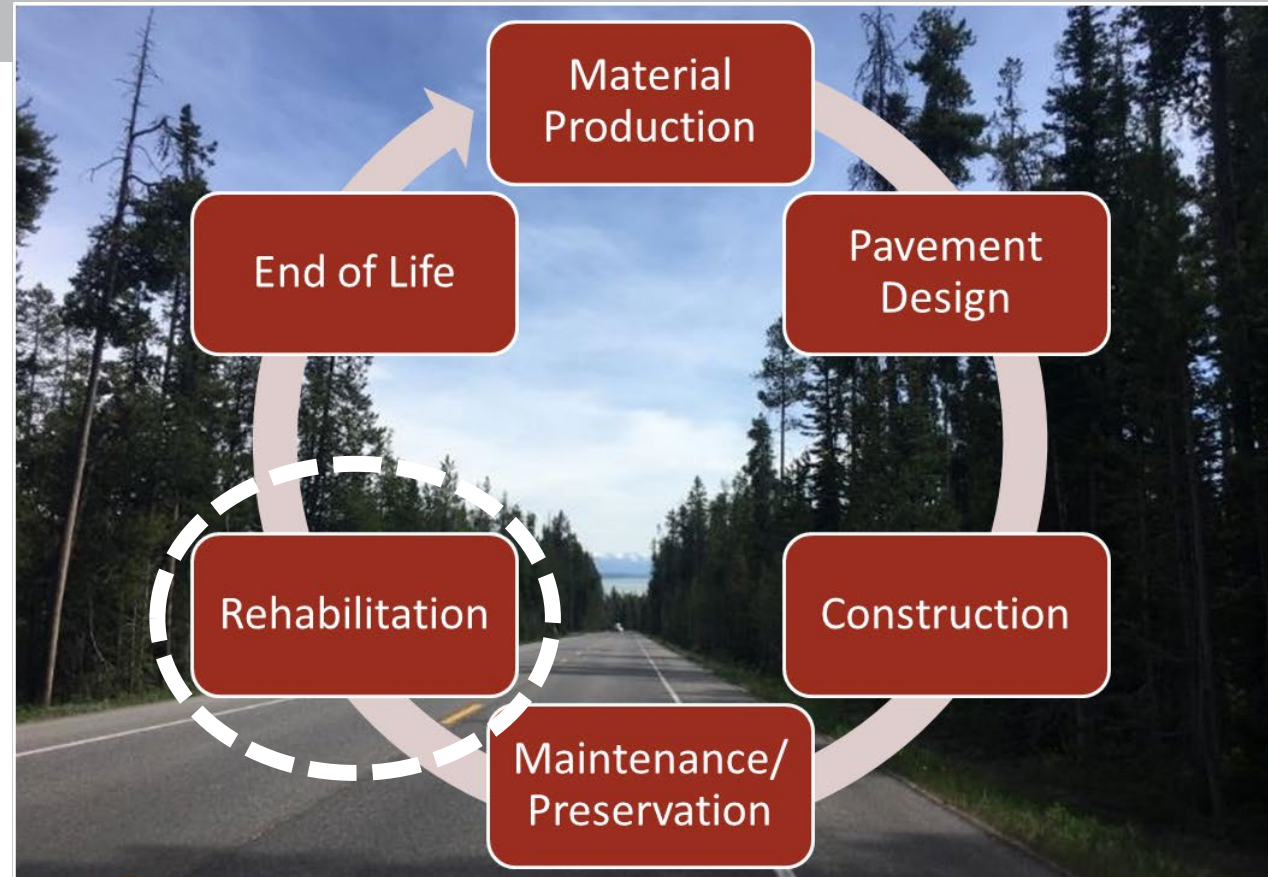 Material
Production
Pavement
Design
Construction
Maintenance/
Preservation
Rehabilitation
End of Life